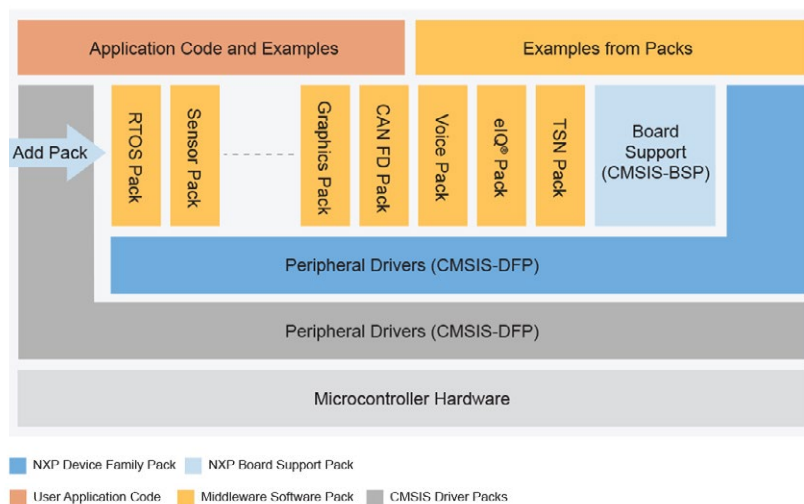 Application Code and Examples
Examples from Packs
Add Pack
RTOS Pack
Sensor Pack
Graphics Pack
CAN FD Pack
Voice Pack
eIQ® Pack
TSN Pack
Board
Support
(CMSIS-BSP)
Peripheral Drivers (CMSIS-DFP)
Peripheral Drivers (CMSIS-DFP)
Microcontroller Hardware
NXP Device Family Pack
NXP Board Support Pack
User Application Code
Middleware Software Pack
CMSIS Driver Packs